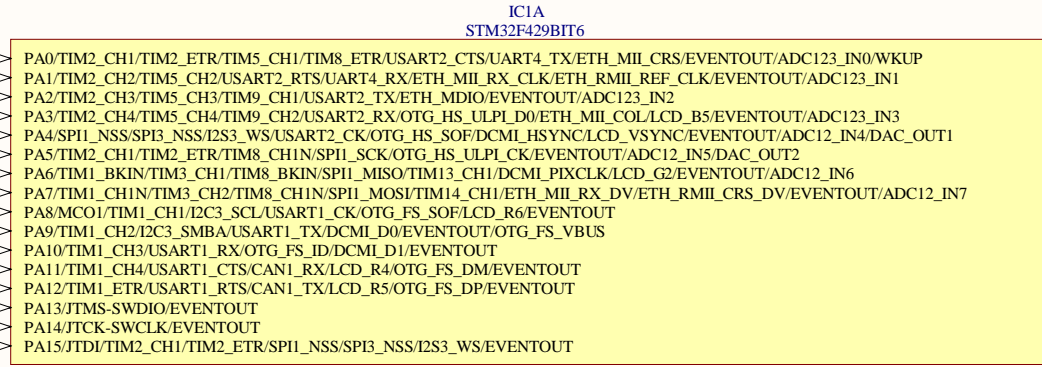 IC1A
STM32F429BIT6
PA0/TIM2_CH1/TIM2_ETR/TIM5_CH1/TIM8_ETR/USART2_CTS/UART4_TX/ETH_MII_CRS/EVENTOUT/ADC123_IN0/WKUP
PA1/TIM2_CH2/TIM5_CH2/USART2_RTS/UART4_RX/ETH_MII_RX_CLK/ETH_RMII_REF_CLK/EVENTOUT/ADC123_IN1
PA2/TIM2_CH3/TIM5_CH3/TIM9_CH1/USART2_TX/ETH_MDIO/EVENTOUT/ADC123_IN2
PA3/TIM2_CH4/TIM5_CH4/TIM9_CH2/USART2_RX/OTG_HS_ULPI_D0/ETH_MII_COL/LCD_B5/EVENTOUT/ADC123_IN3
PA4/SPI1_NSS/SPI3_NSS/I2S3_WS/USART2_CK/OTG_HS_SOF/DCMI_HSYNC/LCD_VSYNC/EVENTOUT/ADC12_IN4/DAC_OUT1
PA5/TIM2_CH1/TIM2_ETR/TIM8_CH1N/SPI1_SCK/OTG_HS_ULPI_CK/EVENTOUT/ADC12_IN5/DAC_OUT2
PA6/TIM1_BKIN/TIM3_CH1/TIM8_BKIN/SPI1_MISO/TIM13_CH1/DCMI_PIXCLK/LCD_G2/EVENTOUT/ADC12_IN6
PA7/TIM1_CH1N/TIM3_CH2/TIM8_CH1N/SPI1_MOSI/TIM14_CH1/ETH_MII_RX_DV/ETH_RMII_CRS_DV/EVENTOUT/ADC12_IN7
PA8/MCO1/TIM1_CH1/I2C3_SCL/USART1_CK/OTG_FS_SOF/LCD_R6/EVENTOUT
PA9/TIM1_CH2/I2C3_SMBA/USART1_TX/DCMI_D0/EVENTOUT/OTG_FS_VBUS
PA10/TIM1_CH3/USART1_RX/OTG_FS_ID/DCMI_D1/EVENTOUT
PA11/TIM1_CH4/USART1_CTS/CAN1_RX/LCD_R4/OTG_FS_DM/EVENTOUT
PA12/TIM1_ETR/USART1_RTS/CAN1_TX/LCD_R5/OTG_FS_DP/EVENTOUT
PA13/JTMS-SWDIO/EVENTOUT
PA14/JTCK-SWCLK/EVENTOUT
PA15/JTDI/TIM2_CH1/TIM2_ETR/SPI1_NSS/SPI3_NSS/I2S3_WS/EVENTOUT